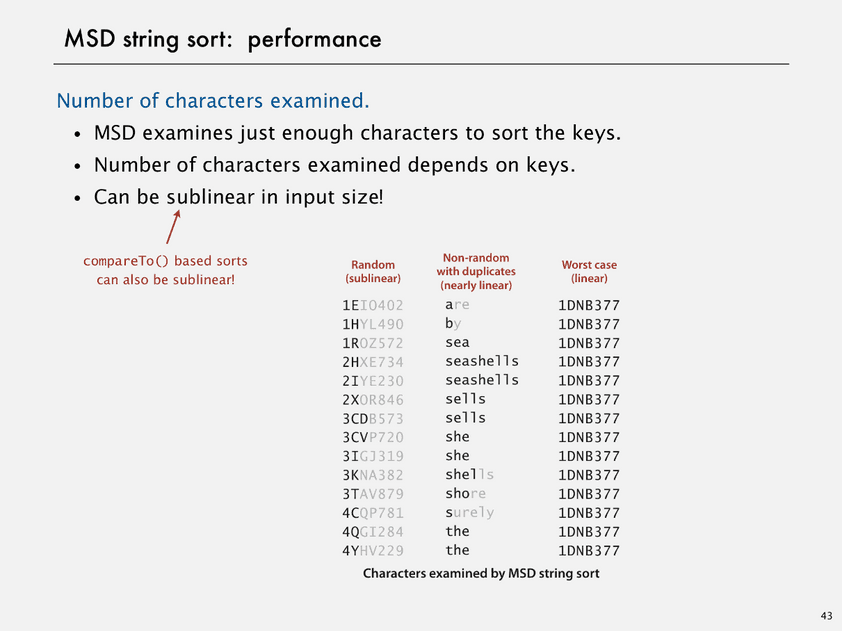 MSD string sort: performance
Number of characters examined.
• MSD examines just enough characters to sort the keys.
• Number of characters examined depends on keys.
• Can be sublinear in input size!
compareTo() based sorts
can also be sublinear!
Random
(sublinear)
1EIO402
1HYL490
1ROZ572
2HXE734
2IYE230
2XOR846
3CDB573
3CVP720
3IGJ319
3KNA382
3TAV879
4CQP781
4QGI284
4YHV229
Non-random
with duplicates
(nearly linear)
are
by
sea
seashells
seashells
sells
sells
she
she
shells
shore
surely
the
the
Worst case
(linear)
1DNB377
1DNB377
1DNB377
1DNB377
1DNB377
1DNB377
1DNB377
1DNB377
1DNB377
1DNB377
1DNB377
1DNB377
1DNB377
1DNB377
Characters examined by MSD string sort
43